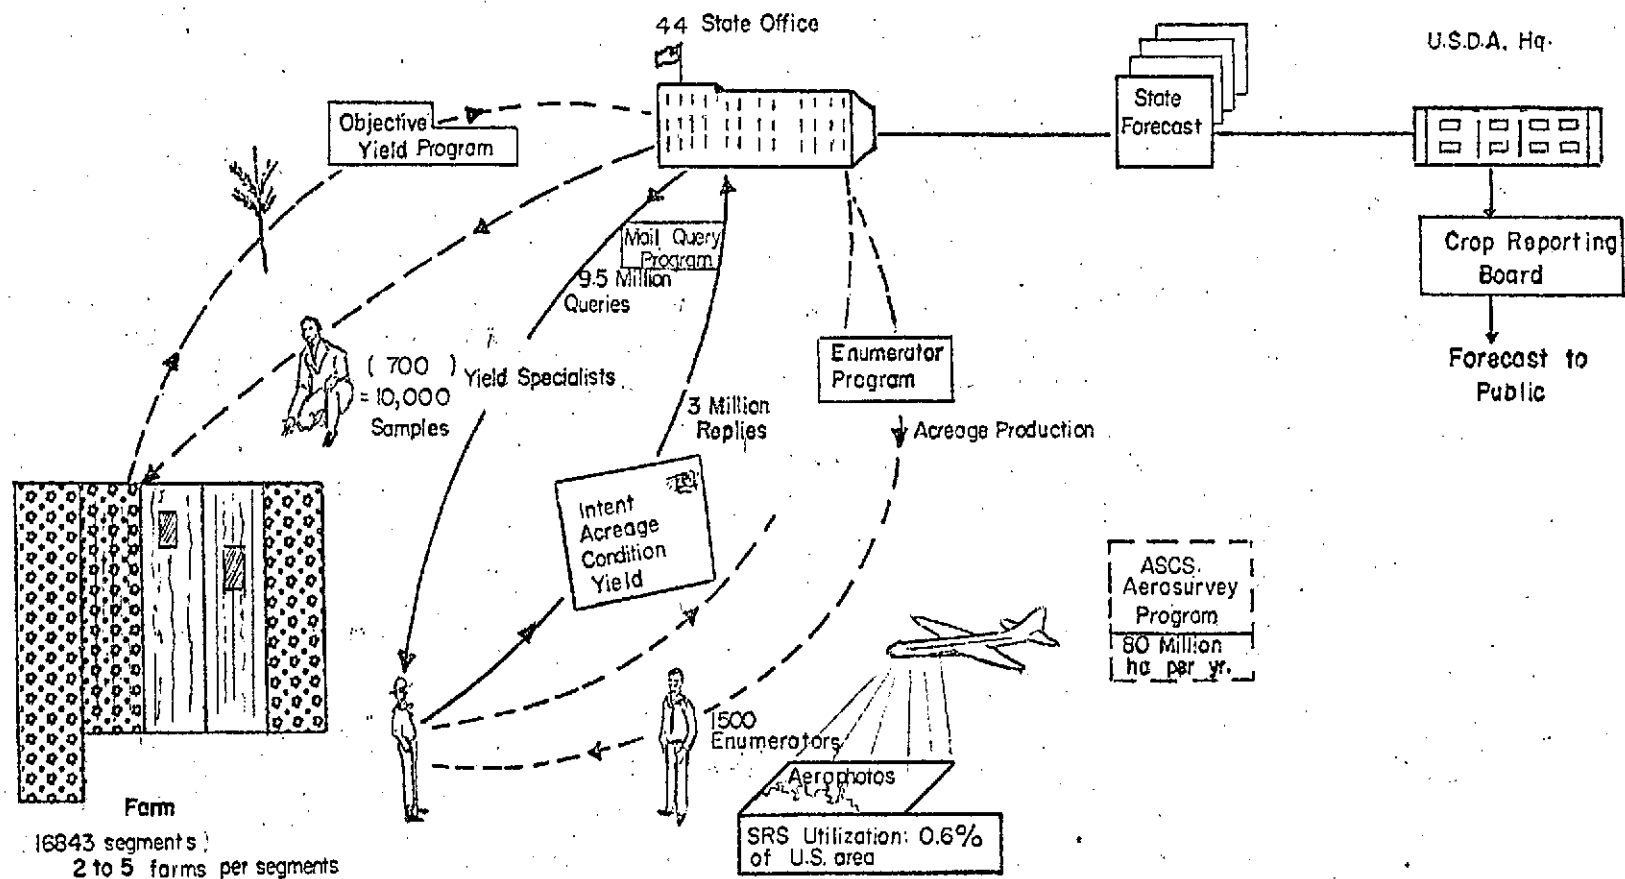 44 State Office
U.S.D.A. Hq.
Objective
Yield Program
State
Forecast
Mail Query
Program
9.5 Million
Queries
Crop Reporting
Board
Forecast to
Public
(700)
=10,000
Samples
Yield Specialists
3 Million
Replies
Enumerator
Program
Acreage Production
Intent
Acreage
Condition
Yield
ASCS.
Aerosurvey
Program
80 Million
ha per yr.
1500
Enumerators
Aerophotos
SRS Utilization: 0.6%
of U.S. area
Farm
16843 segments)
2 to 5 farms per segments